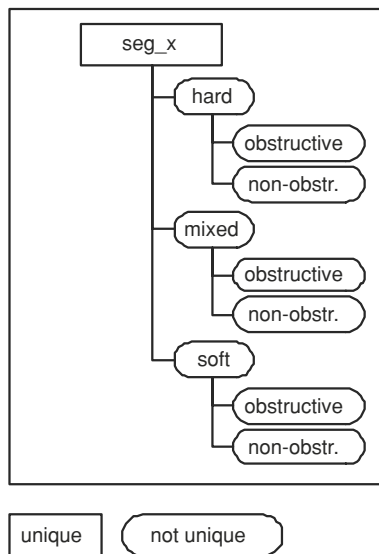 seg_x
hard
obstructive
non-obstr.
mixed
obstructive
non-obstr.
soft
obstructive
non-obstr.
unique
not unique